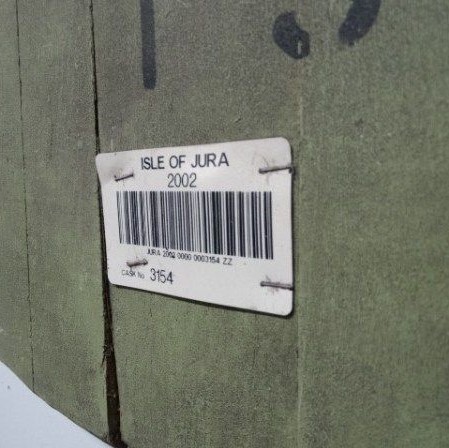 ISLE OF JURA
2002
JURA 2002 0000 0003154 ZZ
CASK No 3154